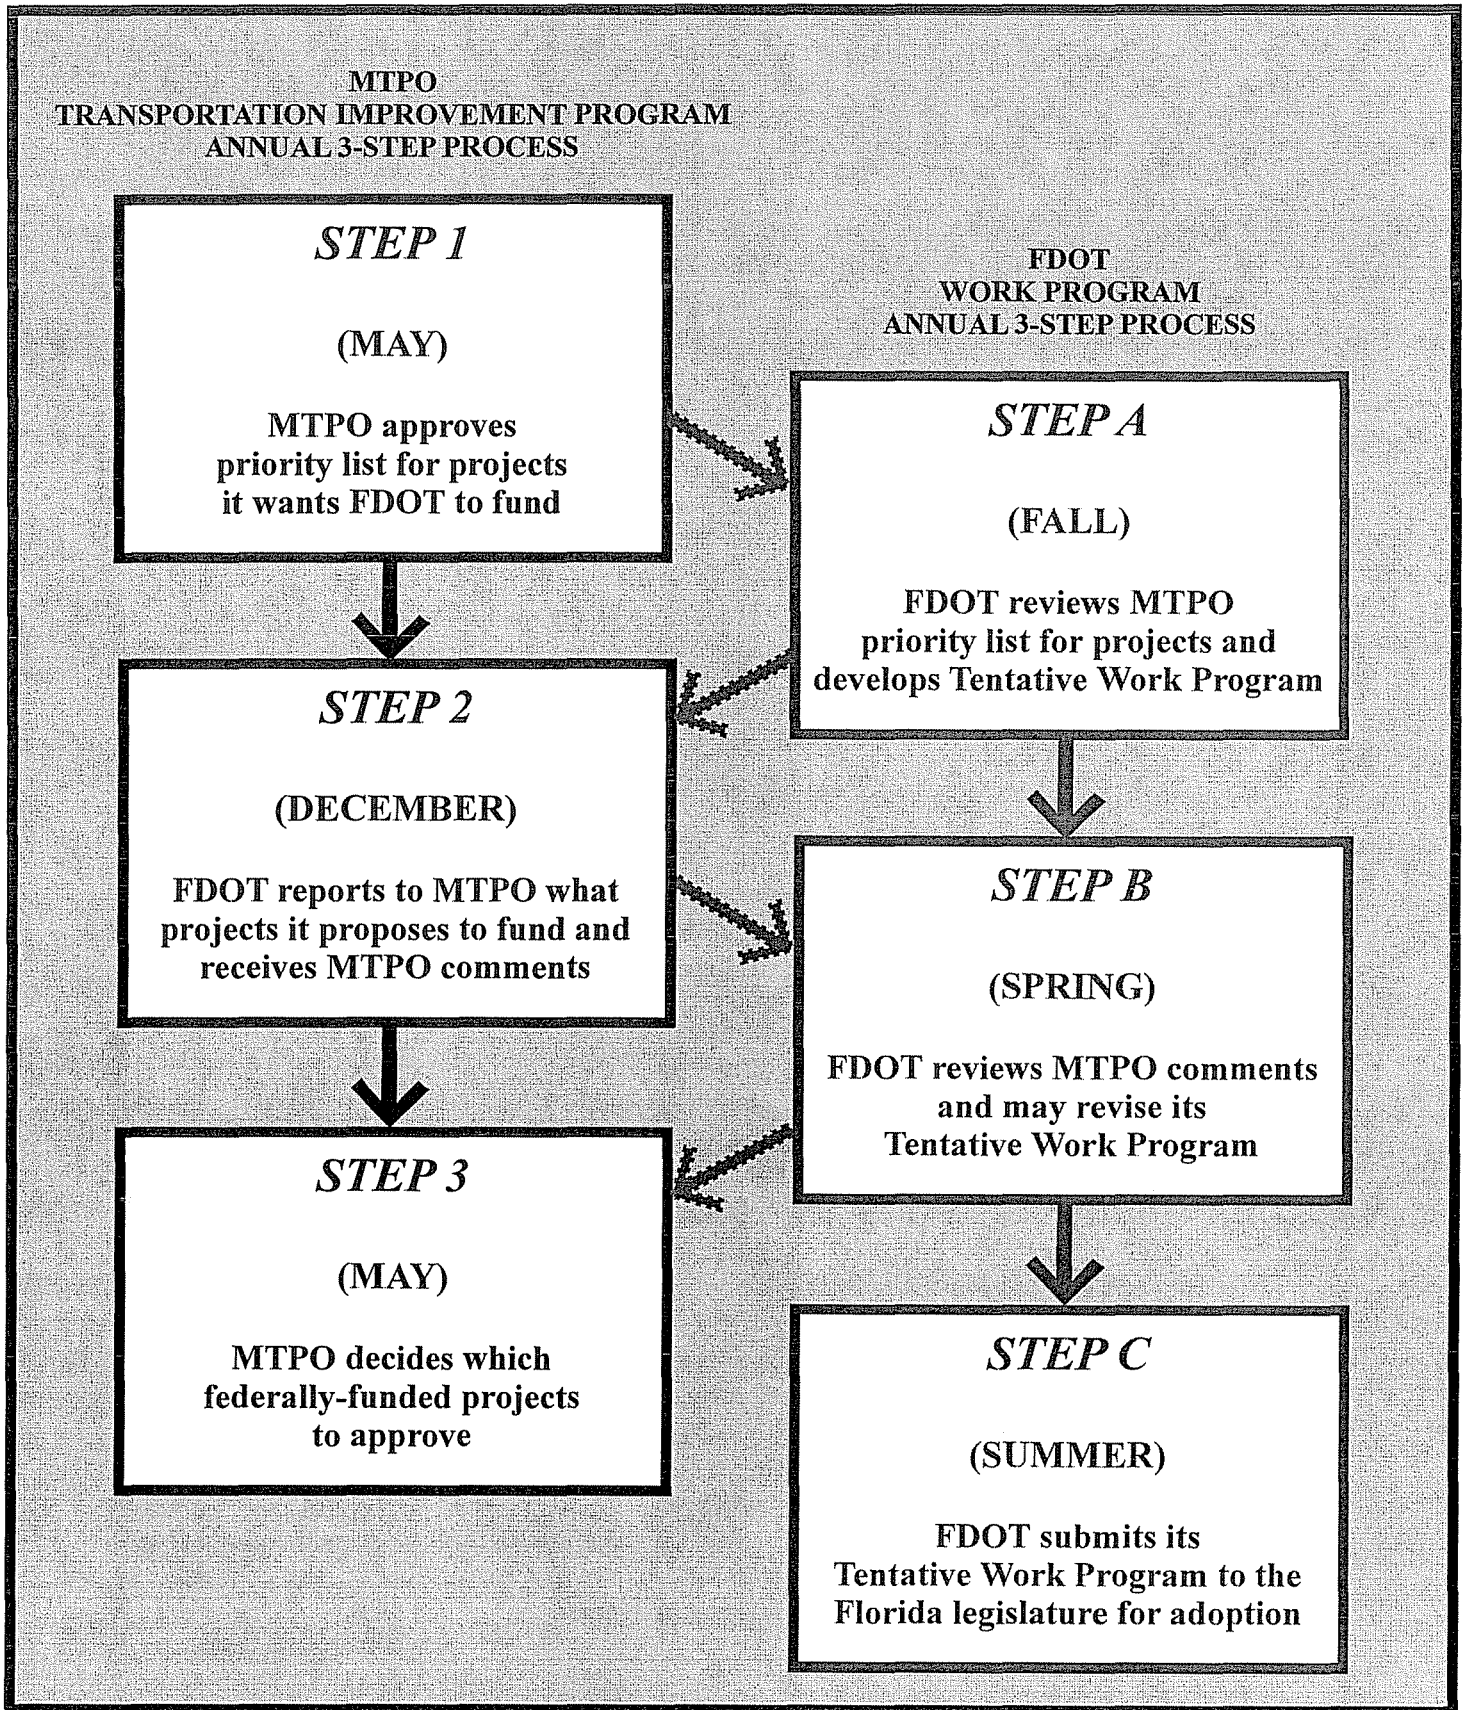 MTPO
TRANSPORTATION IMPROVEMENT PROGRAM
ANNUAL 3-STEP PROCESS
STEP 1
(MAY)
MTPO approves
priority list for projects
it wants FDOT to fund
STEP 2
(DECEMBER)
FDOT reports to MTPO what
projects it proposes to fund and
receives MTPO comments
STEP 3
(MAY)
MTPO decides which
federally-funded projects
to approve
FDOT
WORK PROGRAM
ANNUAL 3-STEP PROCESS
STEP A
(FALL)
FDOT reviews MTPO
priority list for projects and
develops Tentative Work Program
STEP B
(SPRING)
FDOT reviews MTPO comments
and may revise its
Tentative Work Program
STEP C
(SUMMER)
FDOT submits its
Tentative Work Program to the
Florida legislature for adoption